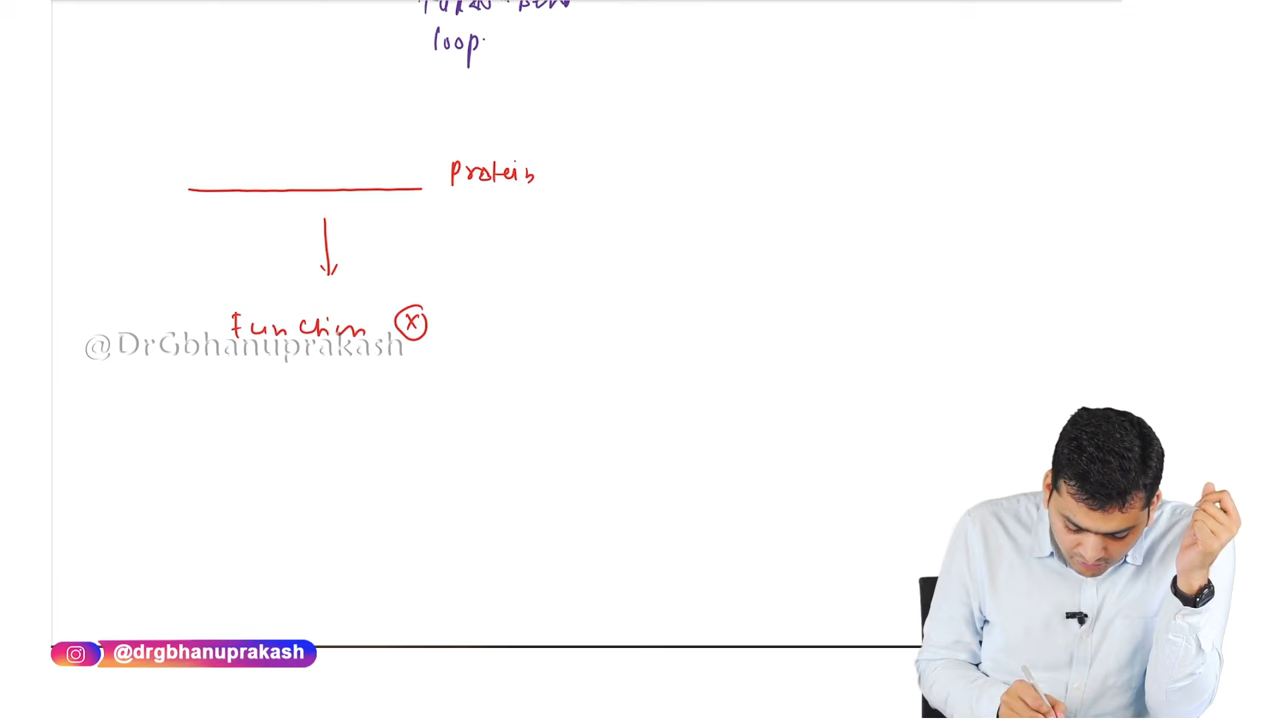 loop.
Protein
Function ⓧ
@DrGbhanuprakash
@drgbhanuprakash